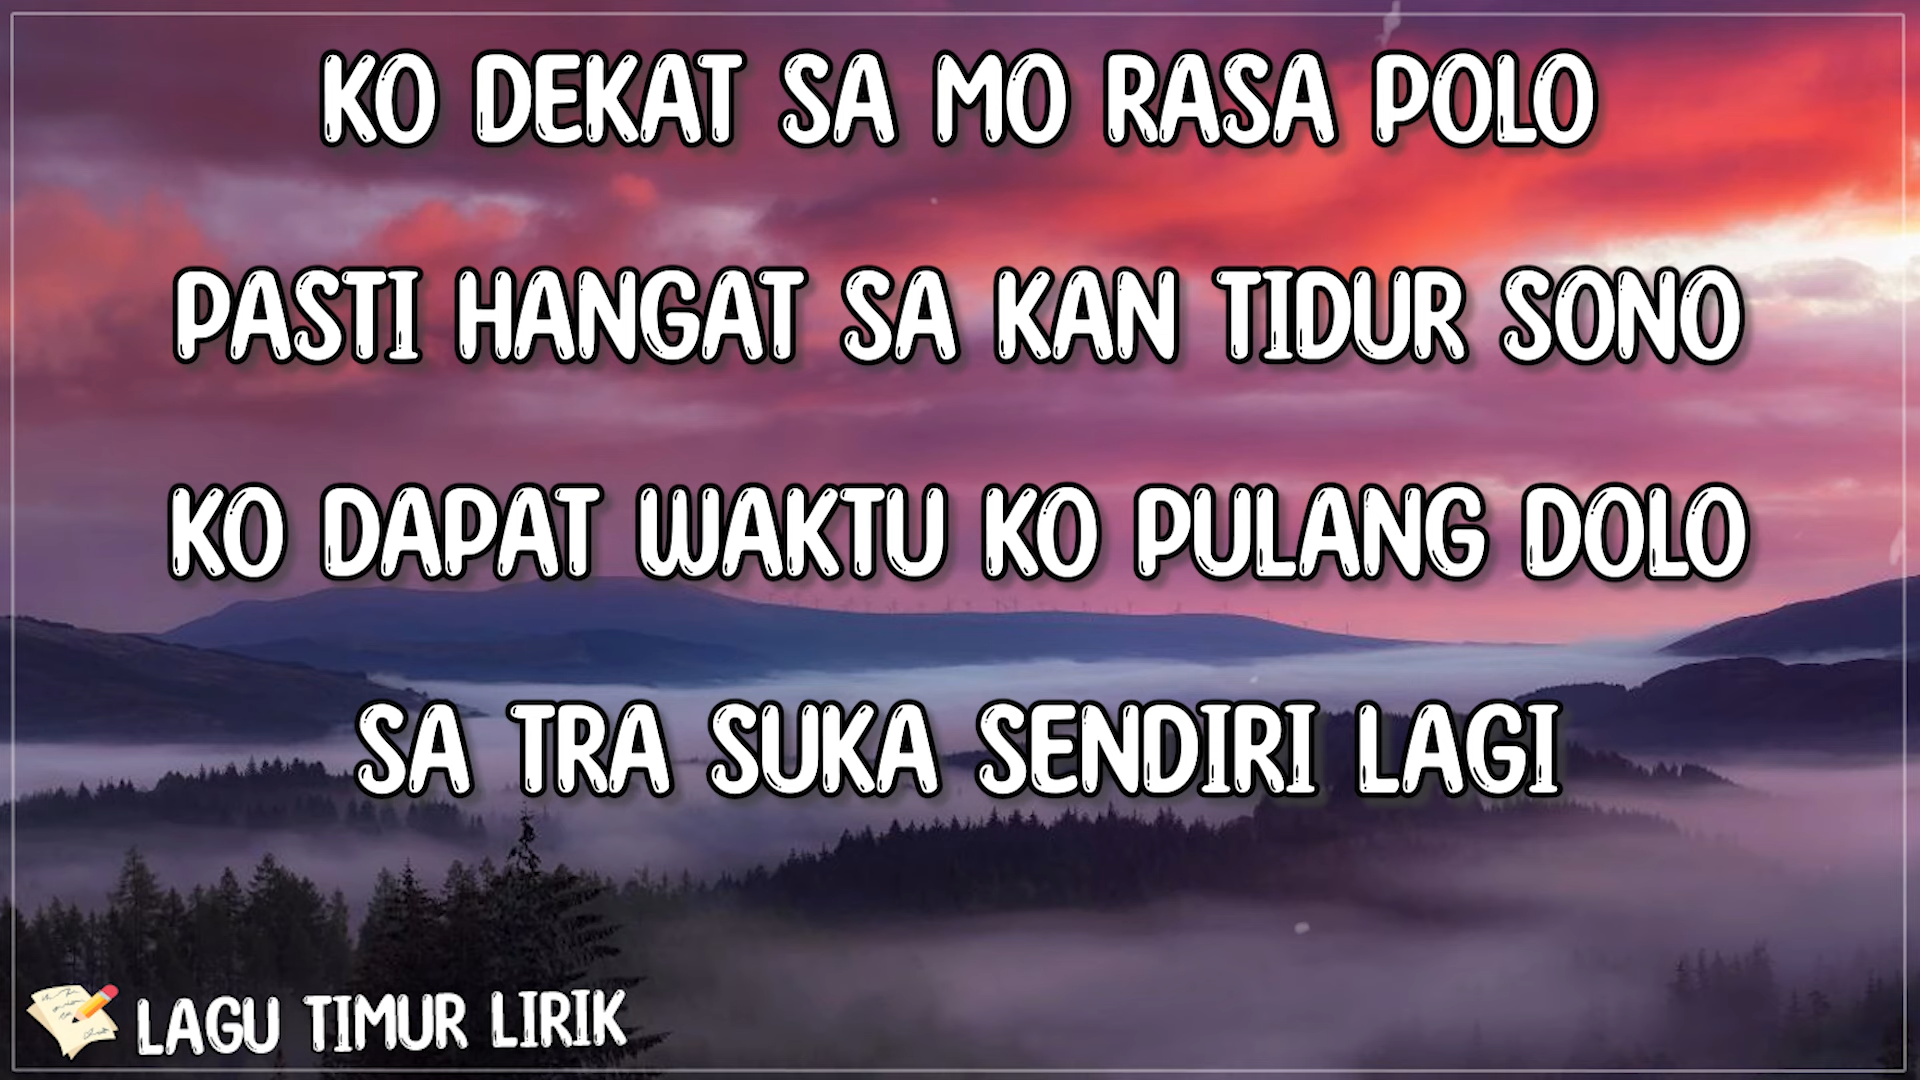 KO DEKAT SA MO RASA POLO
PASTI HANGAT SA KAN TIDUR SONO
KO DAPAT WAKTU KO PULANG DOLO
SA TRA SUKA SENDIRI LAGI
LAGU TIMUR LIRIK